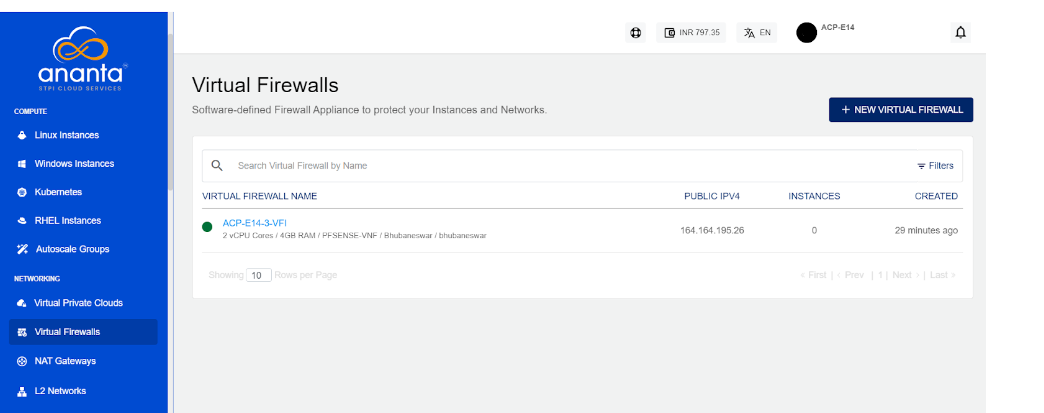 ananta
STPI CLOUD SERVICES
COMPUTE
Linux Instances
Windows Instances
Kubernetes
RHEL Instances
Autoscale Groups
NETWORKING
Virtual Private Clouds
Virtual Firewalls
NAT Gateways
L2 Networks
INR 797.35
EN
ACP-E14
Virtual Firewalls
Software-defined Firewall Appliance to protect your Instances and Networks.
+ NEW VIRTUAL FIREWALL
Search Virtual Firewall by Name
Filters
VIRTUAL FIREWALL NAME PUBLIC IPV4 INSTANCES CREATED
ACP-E14-3-VFI
2 vCPU Cores / 4GB RAM / PFSENSE-VNF / Bhubaneswar / bhubaneswar
164.164.195.26 0 29 minutes ago
Showing 10 Rows per Page
« First | ‹ Prev | 1 | Next › | Last »